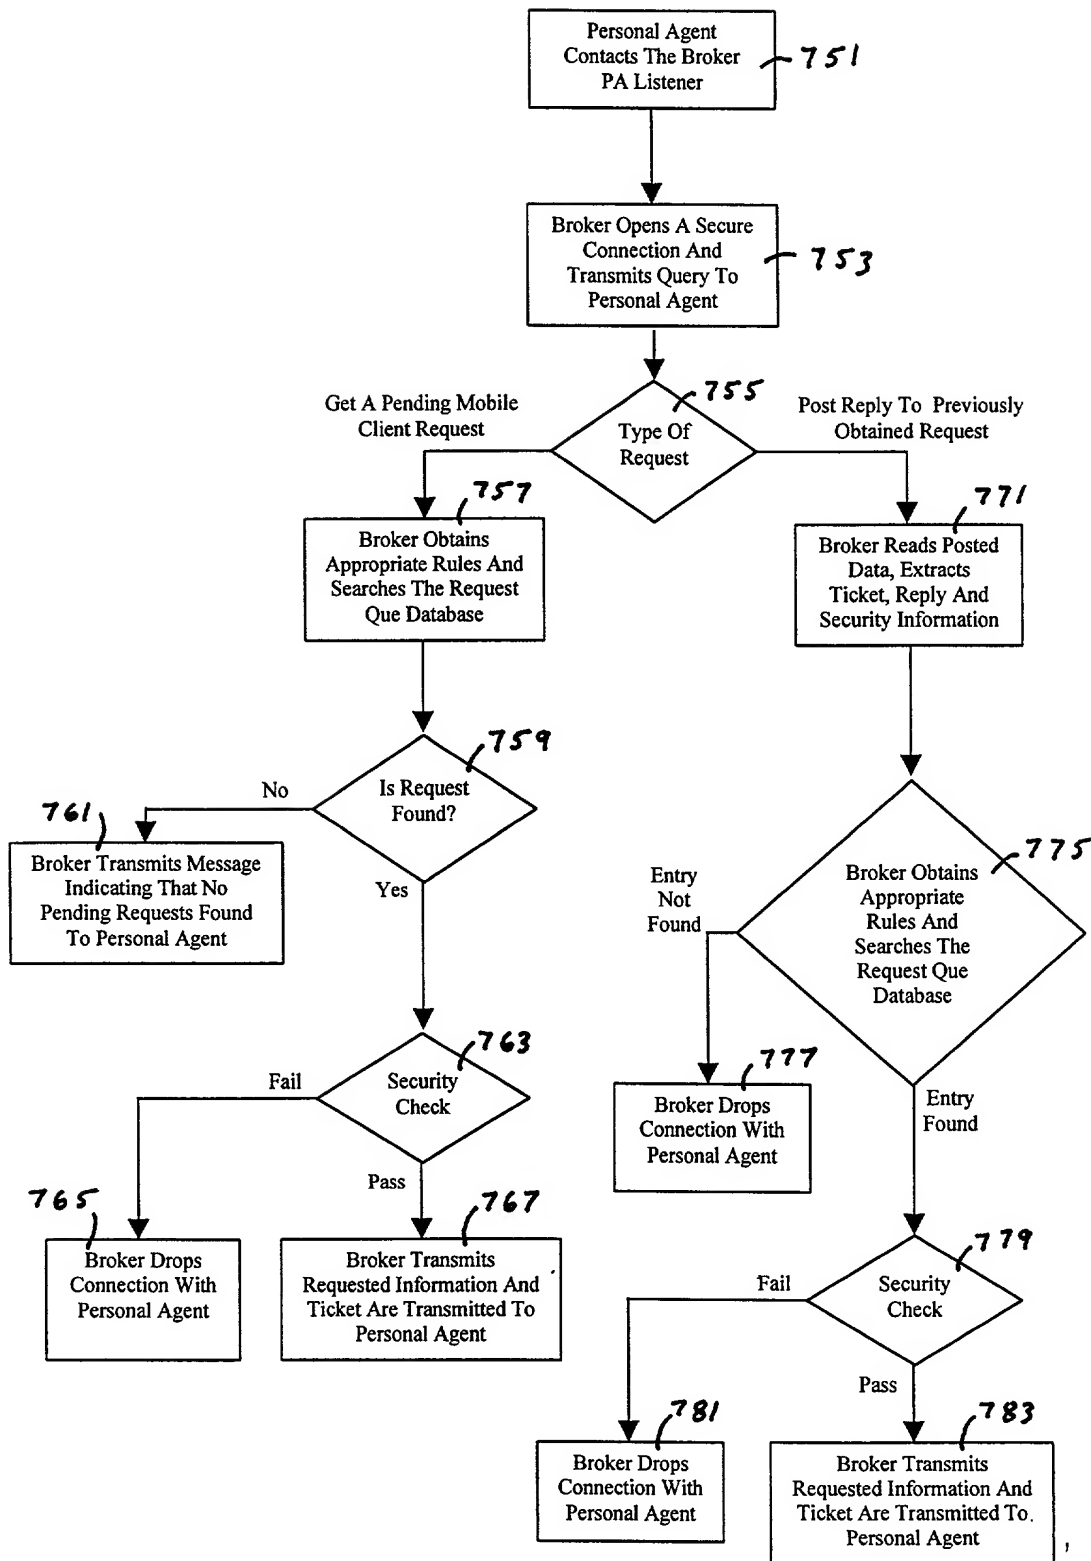 Personal Agent
Contacts The Broker
PA Listener
751
Broker Opens A Secure
Connection And
Transmits Query To
Personal Agent
753
755
Type Of
Request
Get A Pending Mobile
Client Request
Post Reply To Previously
Obtained Request
757
Broker Obtains
Appropriate Rules And
Searches The Request
Que Database
771
Broker Reads Posted
Data, Extracts
Ticket, Reply And
Security Information
759
Is Request
Found?
No
Yes
761
Broker Transmits Message
Indicating That No
Pending Requests Found
To Personal Agent
775
Broker Obtains
Appropriate
Rules And
Searches The
Request Que
Database
Entry
Not
Found
Entry
Found
763
Security
Check
Fail
Pass
777
Broker Drops
Connection With
Personal Agent
765
Broker Drops
Connection With
Personal Agent
767
Broker Transmits
Requested Information And
Ticket Are Transmitted To
Personal Agent
779
Security
Check
Fail
Pass
781
Broker Drops
Connection With
Personal Agent
783
Broker Transmits
Requested Information And
Ticket Are Transmitted To.
Personal Agent